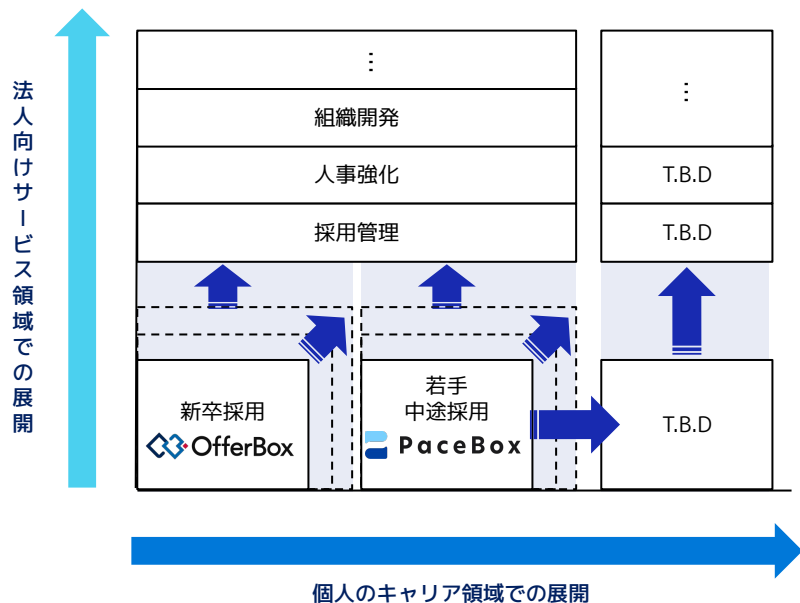 法人向けサービス領域での展開
⋮
組織開発
人事強化
採用管理
⋮
T.B.D
T.B.D
新卒採用
OfferBox
若手
中途採用
PaceBox
T.B.D
個人のキャリア領域での展開